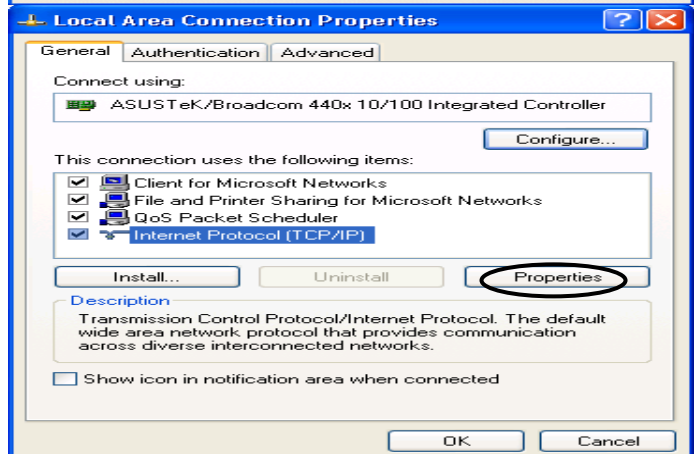 Local Area Connection Properties
General Authentication Advanced
Connect using:
ASUSTeK/Broadcom 440x 10/100 Integrated Controller
Configure...
This connection uses the following items:
Client for Microsoft Networks
File and Printer Sharing for Microsoft Networks
QoS Packet Scheduler
Internet Protocol (TCP/IP)
Install... Uninstall Properties
Description
Transmission Control Protocol/Internet Protocol. The default
wide area network protocol that provides communication
across diverse interconnected networks.
Show icon in notification area when connected
OK Cancel